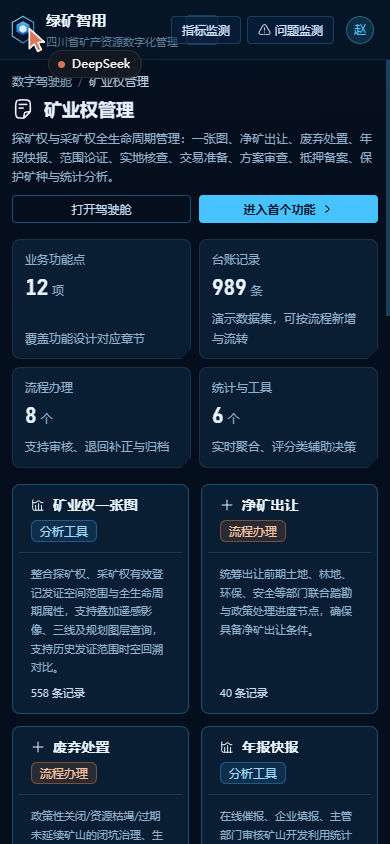 绿矿智用
四川省矿产资源数字化管理
指标监测
问题监测
赵
DeepSeek
数字驾驶舱 / 矿业权管理
矿业权管理
探矿权与采矿权全生命周期管理：一张图、净矿出让、废弃处置、年
报快报、范围论证、实地核查、交易准备、方案审查、抵押备案、保
护矿种与统计分析。
打开驾驶舱
进入首个功能
业务功能点
12 项
覆盖功能设计对应章节
台账记录
989 条
演示数据集，可按流程新增
与流转
流程办理
8 个
支持审核、退回补正与归档
统计与工具
6 个
实时聚合、评分类辅助决策
矿业权一张图
分析工具
整合探矿权、采矿权有效登
记发证空间范围与全生命周
期属性，支持叠加遥感影
像、三线及规划图层查询，
支持历史发证范围时空回溯
对比。
558 条记录
净矿出让
流程办理
统筹出让前期土地、林地、
环保、安全等部门联合踏勘
与政策处理进度节点，确保
具备净矿出让条件。
40 条记录
废弃处置
流程办理
政策性关闭/资源枯竭/过期
未延续矿山的闭坑治理、生
年报快报
分析工具
在线催报、企业填报、主管
部门审核矿山开发利用统计